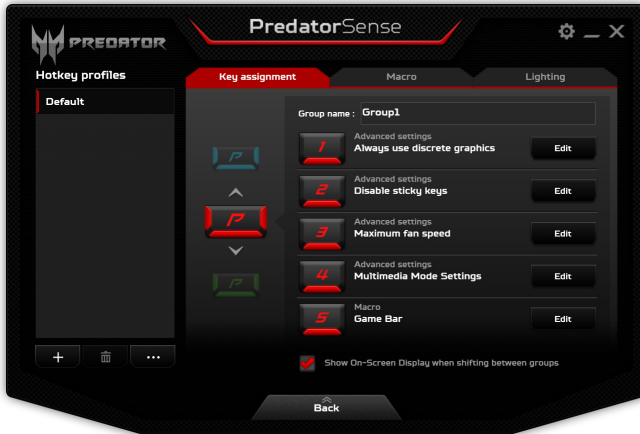 PredatorSense
PREDATOR
Hotkey profiles
Default
Key assignment
Macro
Lighting
Group name : Group1
1
Advanced settings
Always use discrete graphics
Edit
2
Advanced settings
Disable sticky keys
Edit
3
Advanced settings
Maximum fan speed
Edit
4
Advanced settings
Multimedia Mode Settings
Edit
5
Macro
Game Bar
Edit
P
P
P
Show On-Screen Display when shifting between groups
Back